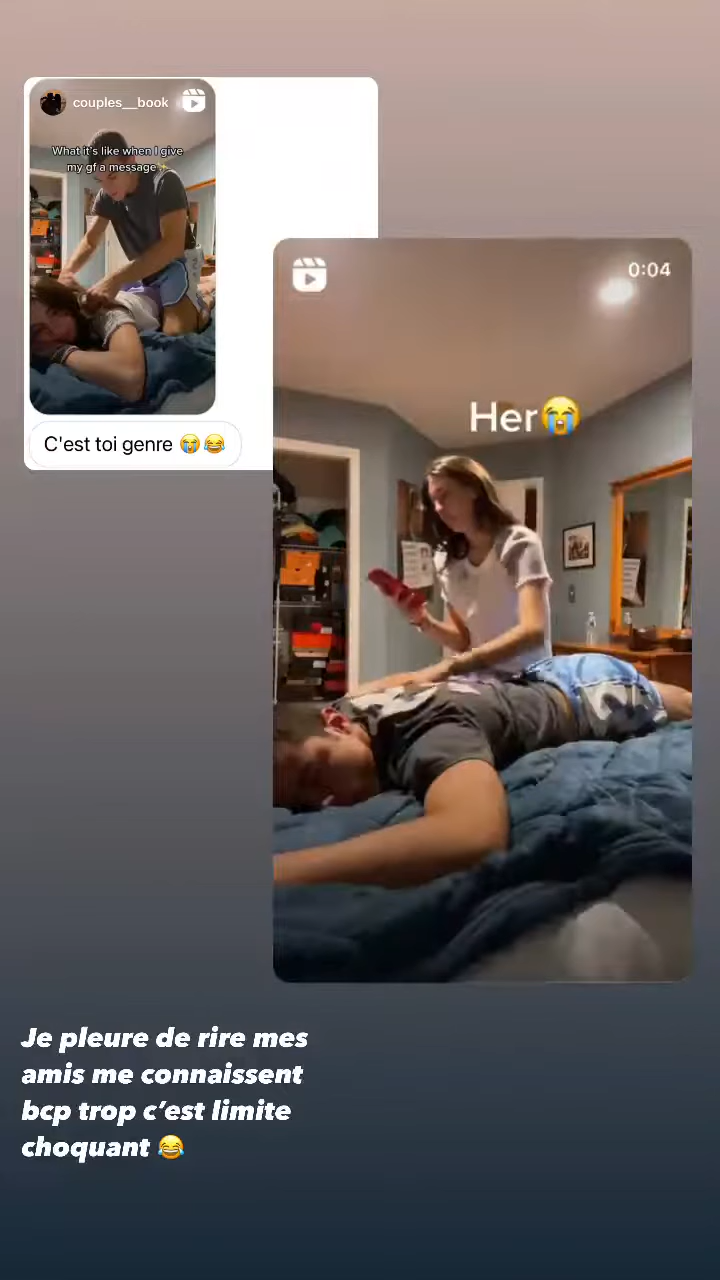 couples__book
What it's like when I give
my gf a message✨
C'est toi genre 😭😂
0:04
Her😭
Je pleure de rire mes
amis me connaissent
bcp trop c'est limite
choquant 😂